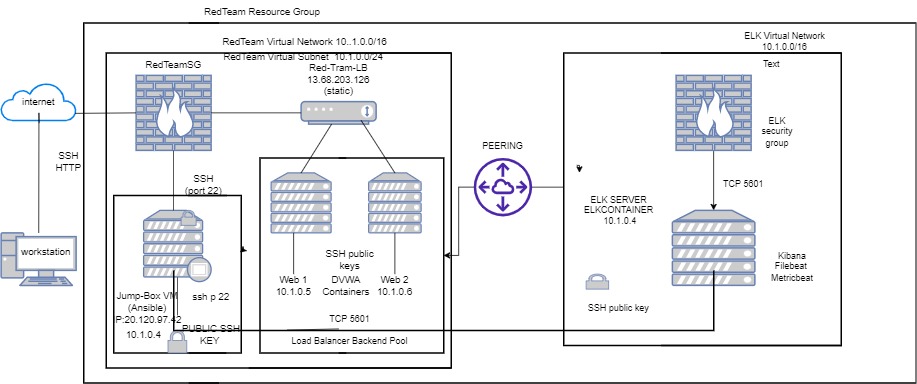 RedTeam Resource Group
RedTeam Virtual Network 10..1.0.0/16
RedTeam Virtual Subnet 10.1.0.0/24
RedTeamSG
Red-Tram-LB
13.68.203.126
(static)
ELK Virtual Network
10.1.0.0/16
Text
internet
ELK
security
group
SSH
HTTP
PEERING
SSH
(port 22)
TCP 5601
ELK SERVER
ELKCONTAINER
10.1.0.4
workstation
Web 1
10.1.0.5
SSH public
keys
DVWA
Containers
Web 2
10.1.0.6
Kibana
Filebeat
Metricbeat
Jump-Box VM
(Ansible)
IP:20.120.97.42
10.1.0.4
ssh p 22
SSH public key
TCP 5601
PUBLIC SSH
KEY
Load Balancer Backend Pool